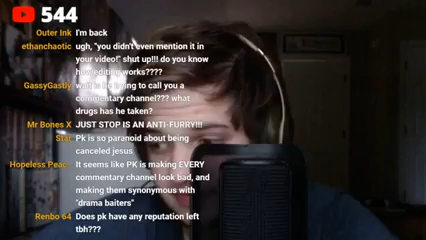 544
Outer Ink I'm back
ethanchaotic ugh, "you didn't even mention it in
your video!" shut up!!! do you know
how editing works????
GassyGastly wait is he trying to call you a
commentary channel??? what
drugs has he taken?
Mr Bones X JUST STOP IS AN ANTI-FURRY!!!
Star Pk is so paranoid about being
canceled jesus
Hopeless Peac.. It seems like PK is making EVERY
commentary channel look bad, and
making them synonymous with
"drama baiters"
Renbo 64 Does pk have any reputation left
tbh???